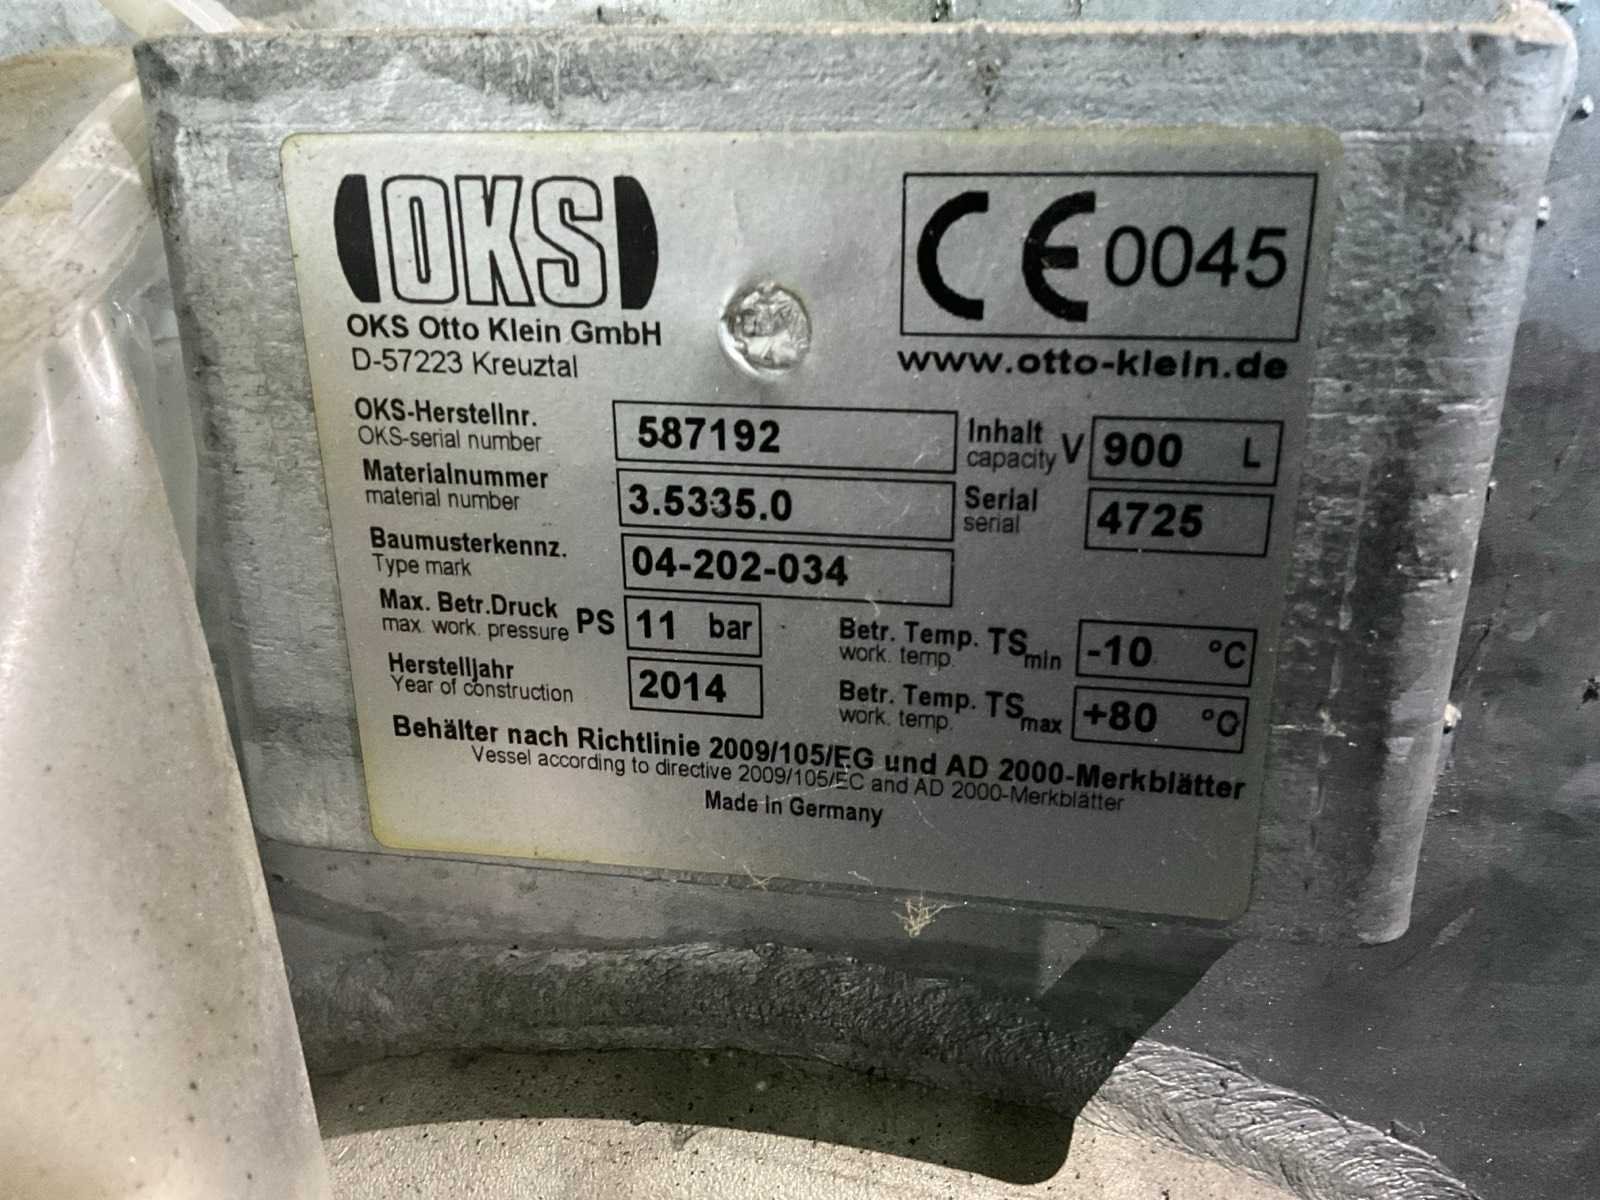 OKS
OKS Otto Klein GmbH
D-57223 Kreuztal
CE 0045
www.otto-klein.de
OKS-Herstellnr.
OKS-serial number
587192
Inhalt
capacity
V
900 L
Materialnummer
material number
3.5335.0
Serial
serial
4725
Baumusterkennz.
Type mark
04-202-034
Max. Betr.Druck
max. work. pressure
PS
11 bar
Betr. Temp. TSmin
work. temp.
-10 °C
Herstelljahr
Year of construction
2014
Betr. Temp. TSmax
work. temp.
+80 °C
Behälter nach Richtlinie 2009/105/EG und AD 2000-Merkblätter
Vessel according to directive 2009/105/EC and AD 2000-Merkblätter
Made in Germany